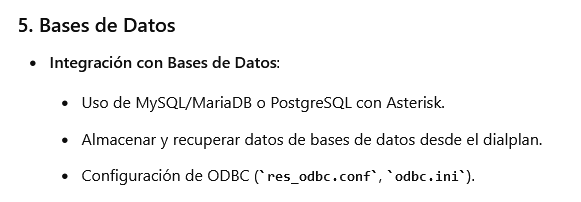 5. Bases de Datos
• Integración con Bases de Datos:
• Uso de MySQL/MariaDB o PostgreSQL con Asterisk.
• Almacenar y recuperar datos de bases de datos desde el dialplan.
• Configuración de ODBC (`res_odbc.conf`, `odbc.ini`).